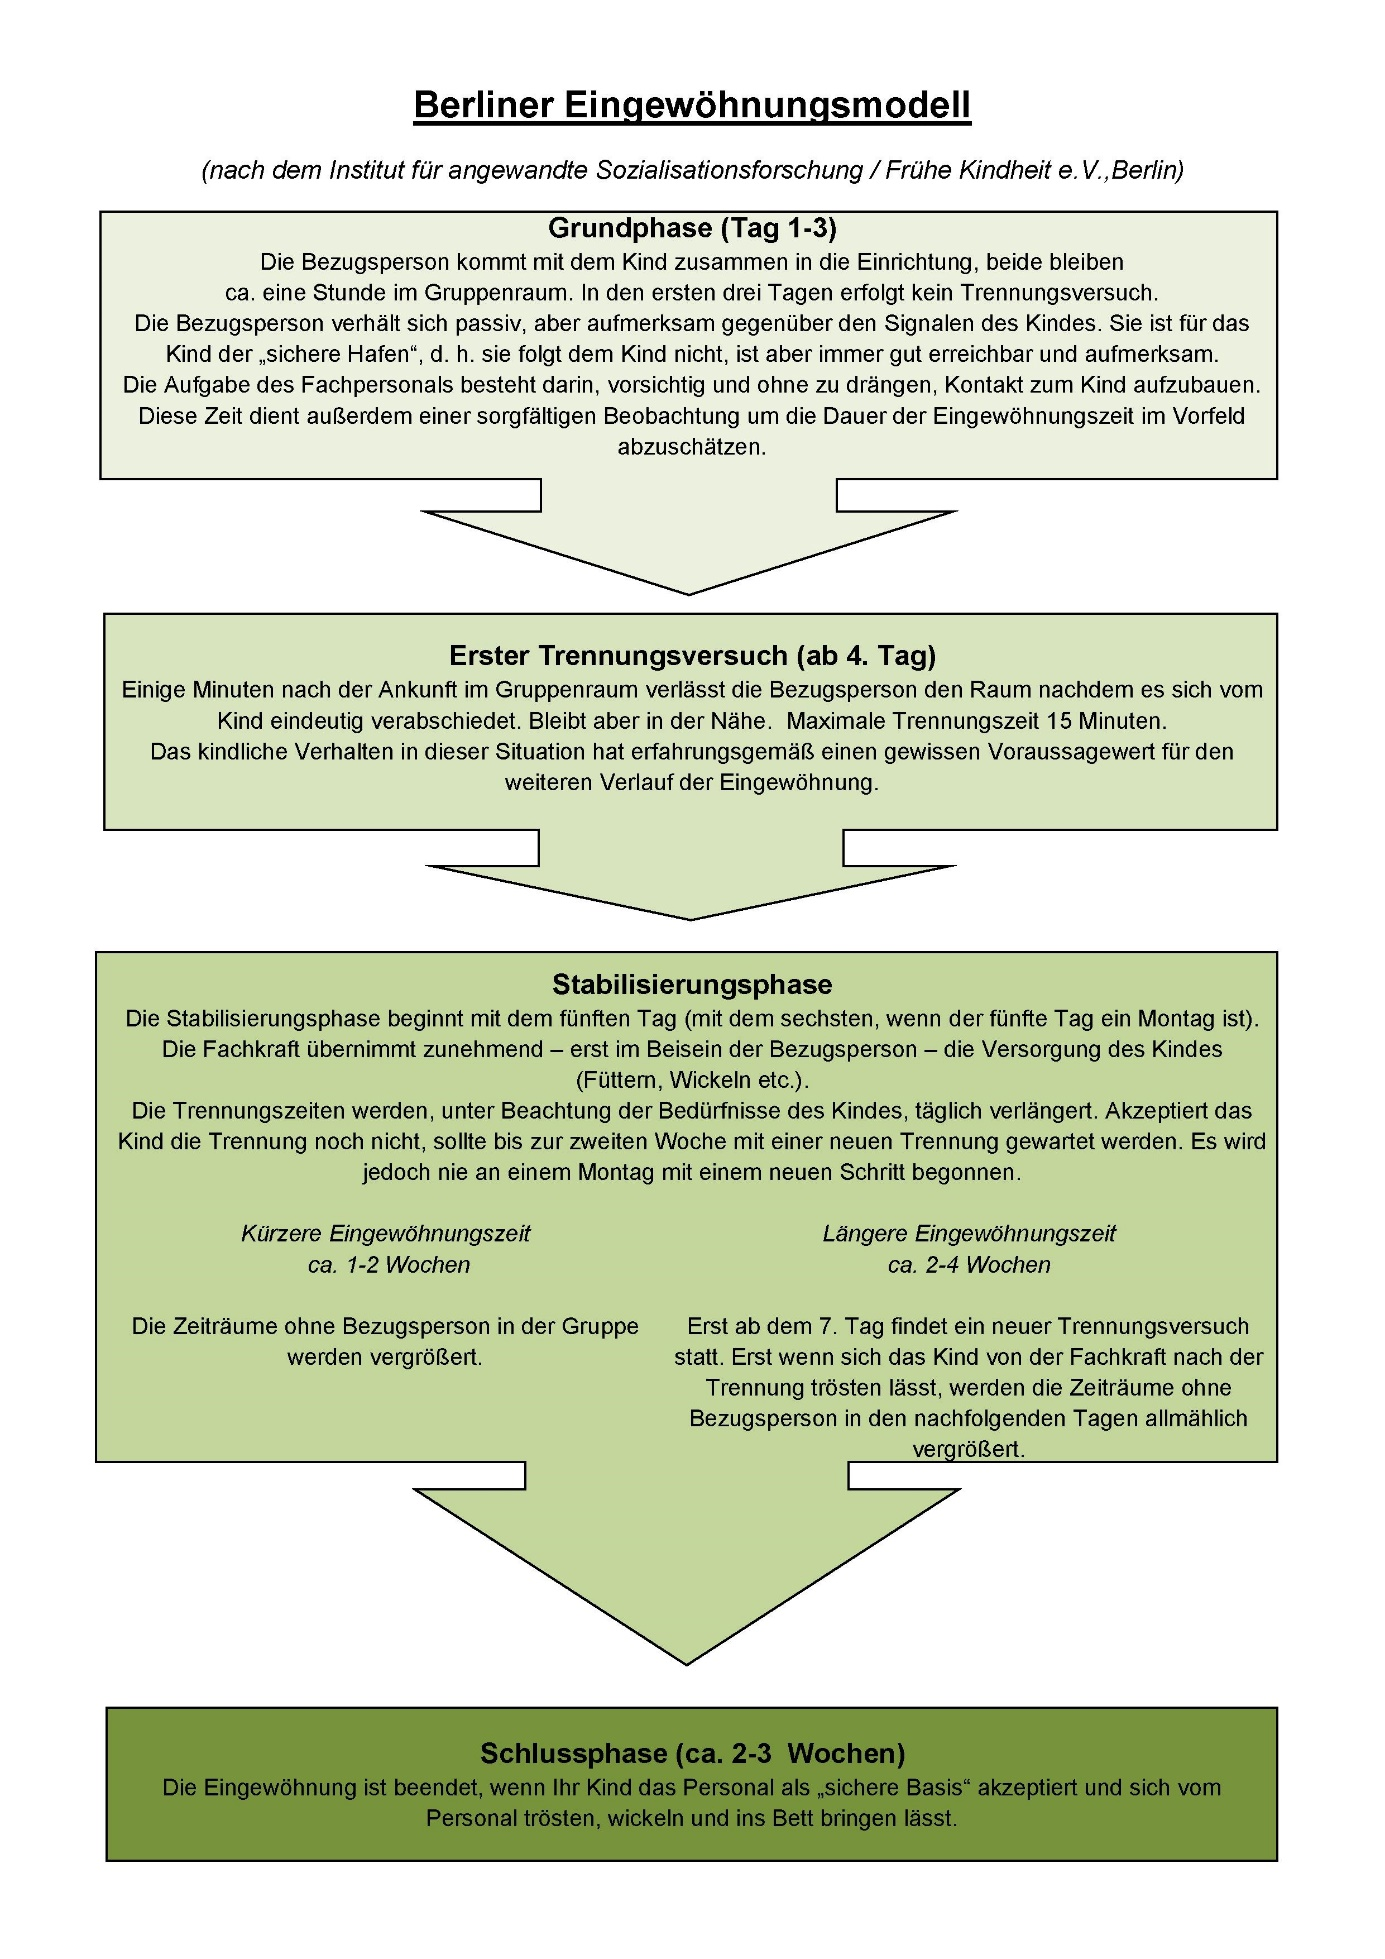 Berliner Eingewöhnungsmodell
(nach dem Institut für angewandte Sozialisationsforschung / Frühe Kindheit e.V.,Berlin)
Grundphase (Tag 1-3)
Die Bezugsperson kommt mit dem Kind zusammen in die Einrichtung, beide bleiben
ca. eine Stunde im Gruppenraum. In den ersten drei Tagen erfolgt kein Trennungsversuch.
Die Bezugsperson verhält sich passiv, aber aufmerksam gegenüber den Signalen des Kindes. Sie ist für das
Kind der „sichere Hafen“, d. h. sie folgt dem Kind nicht, ist aber immer gut erreichbar und aufmerksam.
Die Aufgabe des Fachpersonals besteht darin, vorsichtig und ohne zu drängen, Kontakt zum Kind aufzubauen.
Diese Zeit dient außerdem einer sorgfältigen Beobachtung um die Dauer der Eingewöhnungszeit im Vorfeld
abzuschätzen.
Erster Trennungsversuch (ab 4. Tag)
Einige Minuten nach der Ankunft im Gruppenraum verlässt die Bezugsperson den Raum nachdem es sich vom
Kind eindeutig verabschiedet. Bleibt aber in der Nähe.  Maximale Trennungszeit 15 Minuten.
Das kindliche Verhalten in dieser Situation hat erfahrungsgemäß einen gewissen Voraussagewert für den
weiteren Verlauf der Eingewöhnung.
Stabilisierungsphase
Die Stabilisierungsphase beginnt mit dem fünften Tag (mit dem sechsten, wenn der fünfte Tag ein Montag ist).
Die Fachkraft übernimmt zunehmend – erst im Beisein der Bezugsperson – die Versorgung des Kindes
(Füttern, Wickeln etc.).
Die Trennungszeiten werden, unter Beachtung der Bedürfnisse des Kindes, täglich verlängert. Akzeptiert das
Kind die Trennung noch nicht, sollte bis zur zweiten Woche mit einer neuen Trennung gewartet werden. Es wird
jedoch nie an einem Montag mit einem neuen Schritt begonnen.
Kürzere Eingewöhnungszeit
ca. 1-2 Wochen
Die Zeiträume ohne Bezugsperson in der Gruppe
werden vergrößert.
Längere Eingewöhnungszeit
ca. 2-4 Wochen
Erst ab dem 7. Tag findet ein neuer Trennungsversuch
statt. Erst wenn sich das Kind von der Fachkraft nach der
Trennung trösten lässt, werden die Zeiträume ohne
Bezugsperson in den nachfolgenden Tagen allmählich
vergrößert.
Schlussphase (ca. 2-3  Wochen)
Die Eingewöhnung ist beendet, wenn Ihr Kind das Personal als „sichere Basis“ akzeptiert und sich vom
Personal trösten, wickeln und ins Bett bringen lässt.